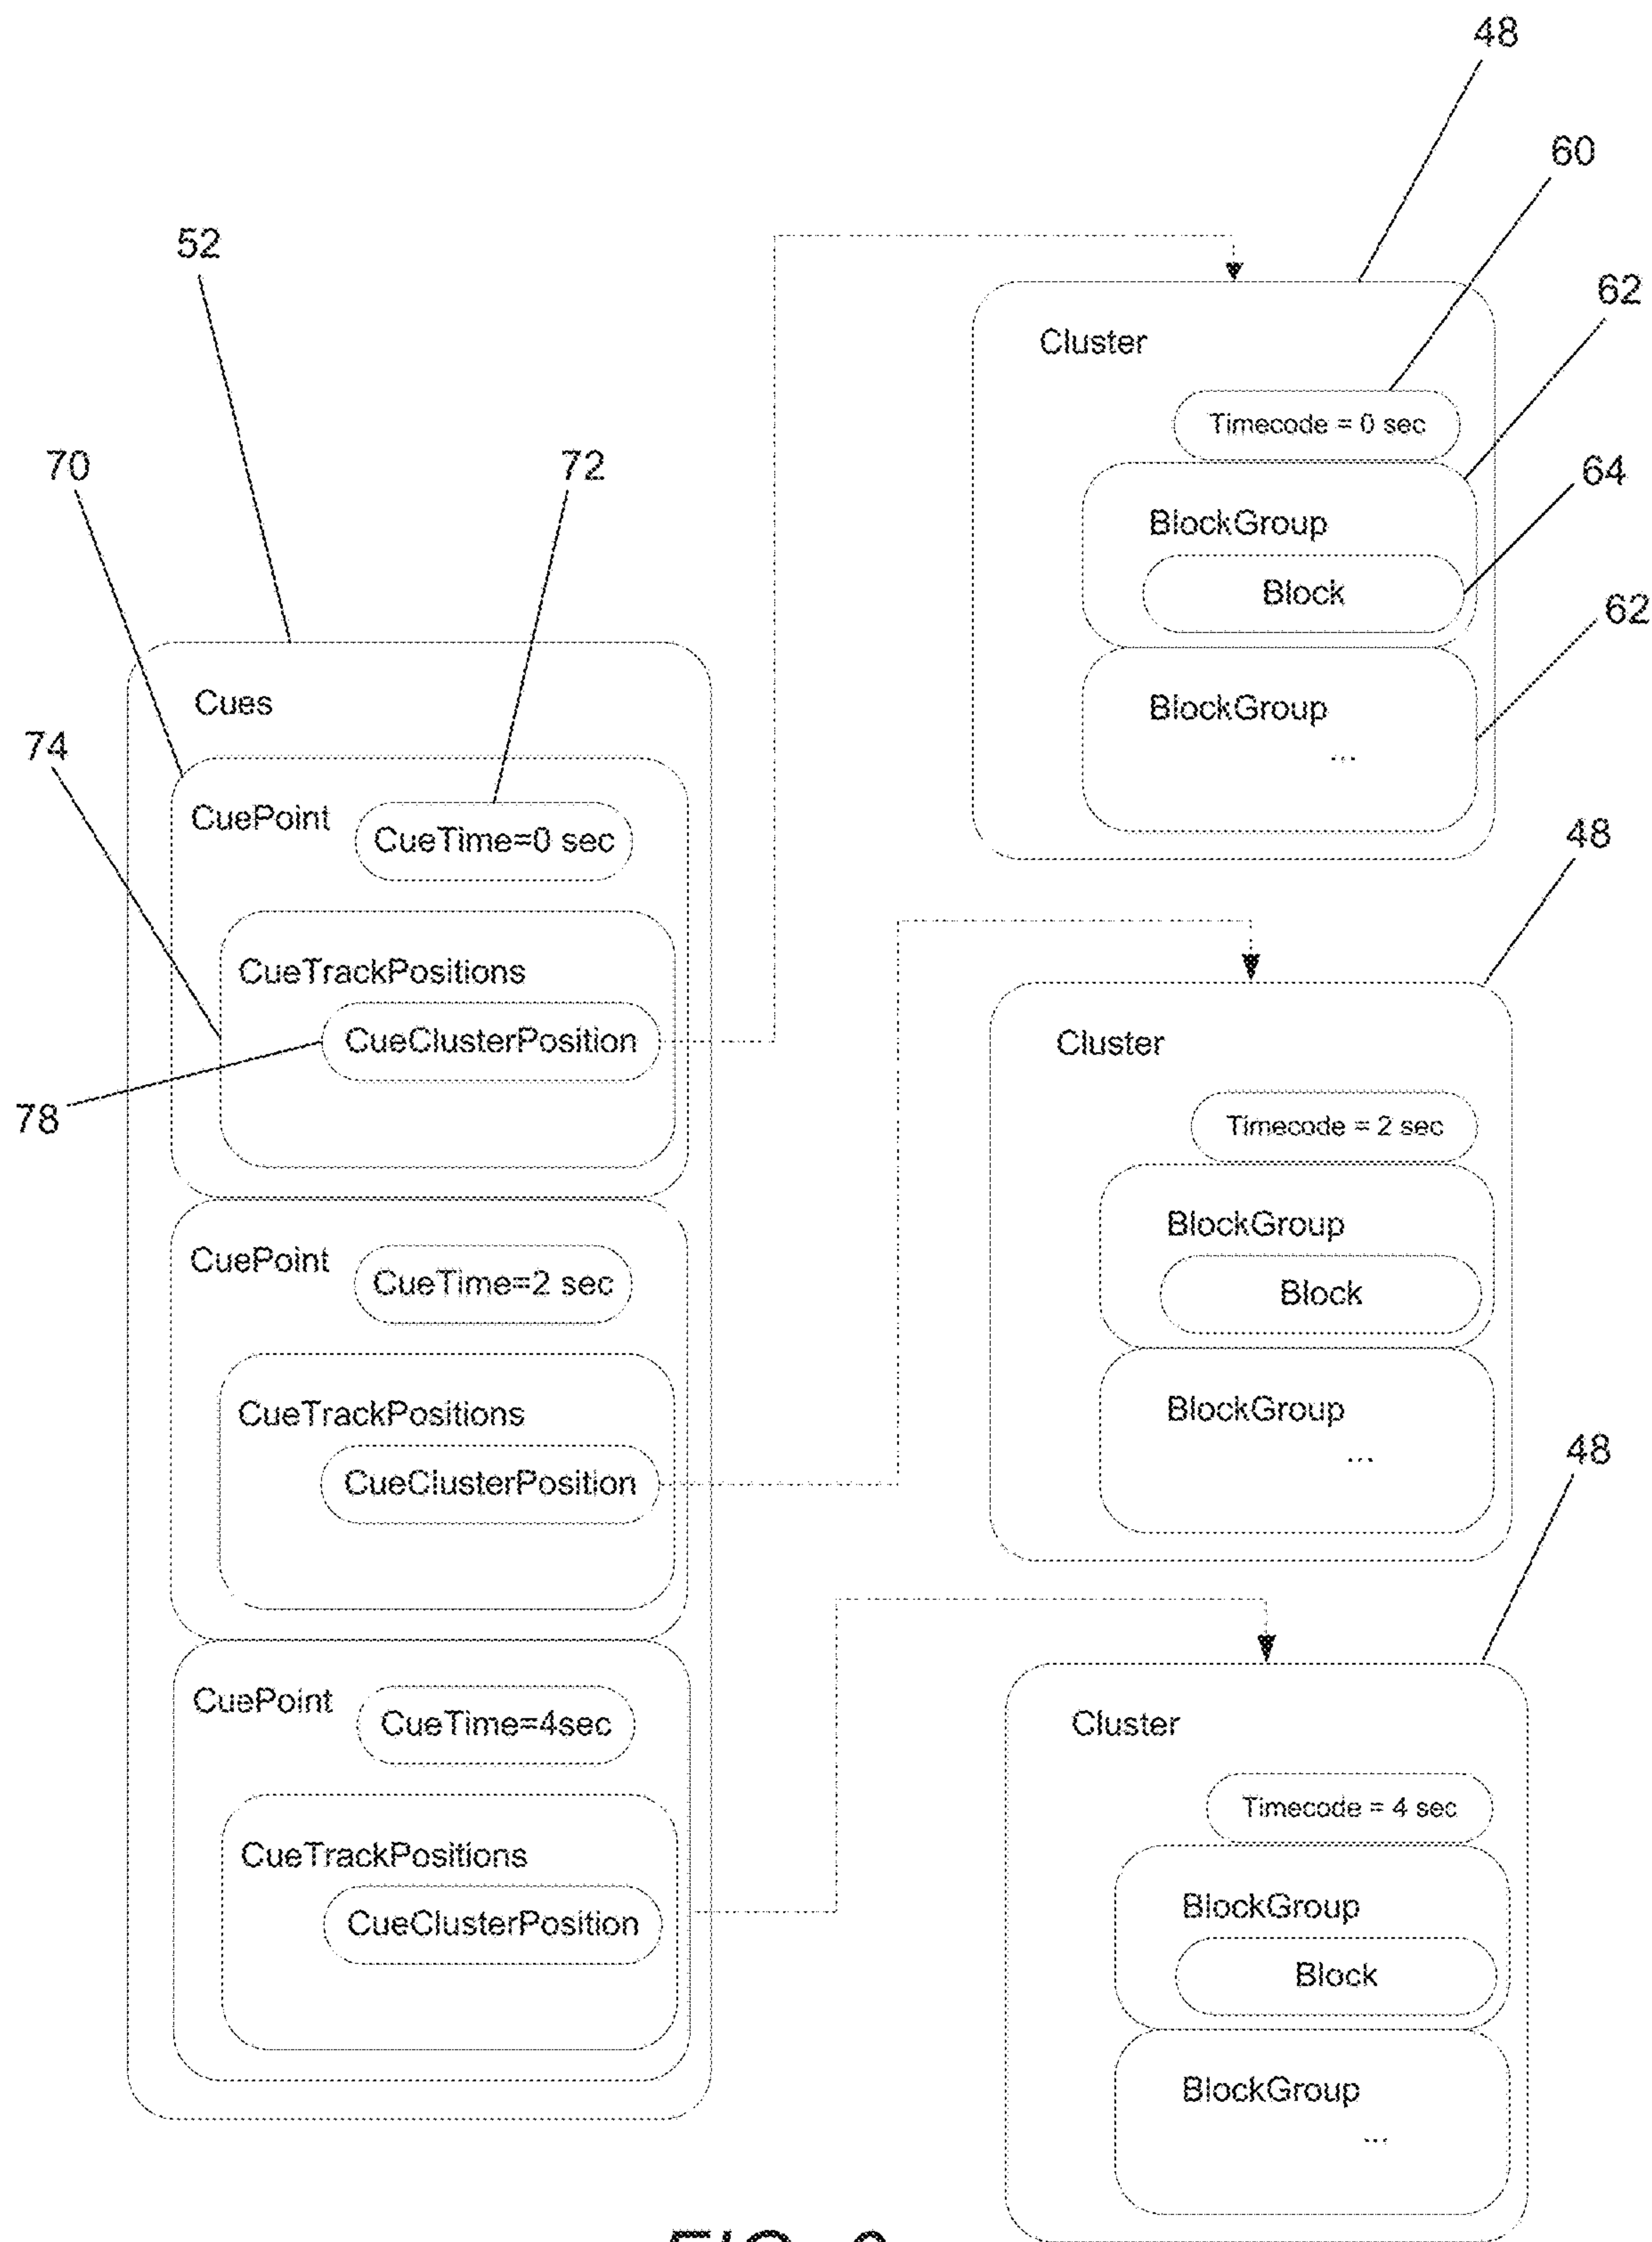 48
60
52
62
Cluster
Timecode = 0 sec
70
72
64
BlockGroup
Block
62
Cues
BlockGroup
...
74
CuePoint
CueTime=0 sec
48
CueTrackPositions
CueClusterPosition
Cluster
78
Timecode = 2 sec
BlockGroup
CuePoint
CueTime=2 sec
Block
CueTrackPositions
BlockGroup
...
48
CueClusterPosition
CuePoint
CueTime=4sec
Cluster
Timecode = 4 sec
CueTrackPositions
BlockGroup
CueClusterPosition
Block
BlockGroup
...